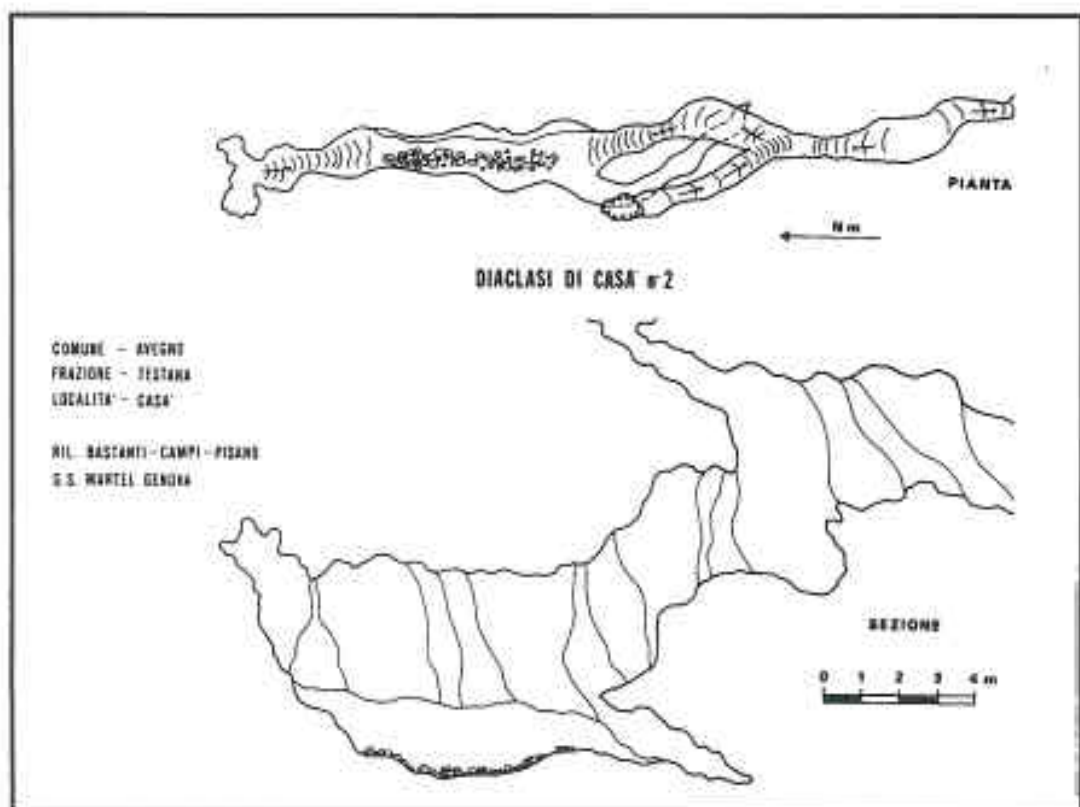 PIANTA
N m
DIACLASI DI CASA' n° 2
COMUNE - AVEGNO
FRAZIONE - TESTANA
LOCALITA' - CASA'
RIL. BASTANTI - CAMPI - PISANO
G.S. MARTEL GENOVA
SEZIONE
0 1 2 3 4 m